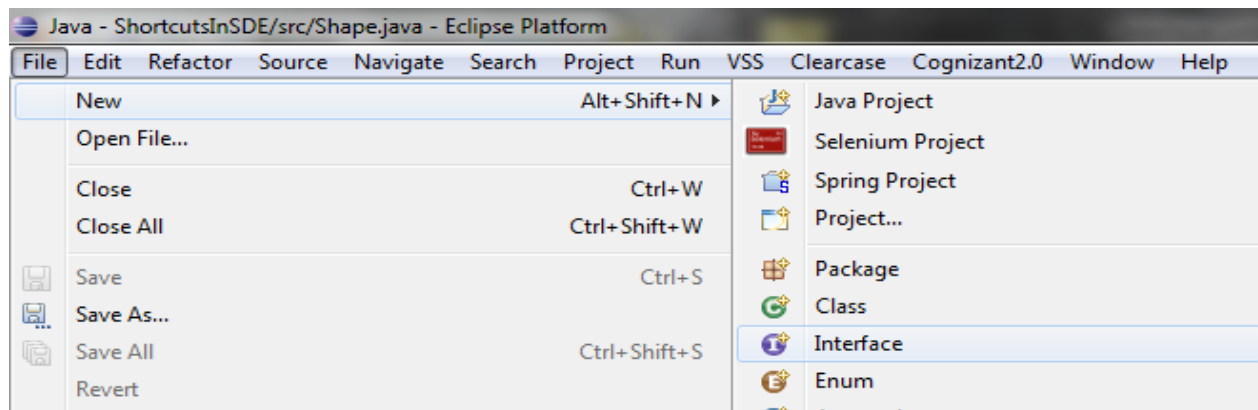 Java - ShortcutsInSDE/src/Shape.java - Eclipse Platform
File Edit Refactor Source Navigate Search Project Run VSS Clearcase Cognizant2.0 Window Help
New Alt+Shift+N
Open File...
Close Ctrl+W
Close All Ctrl+Shift+W
Save Ctrl+S
Save As...
Save All Ctrl+Shift+S
Revert
Java Project
Selenium Project
Spring Project
Project...
Package
Class
Interface
Enum